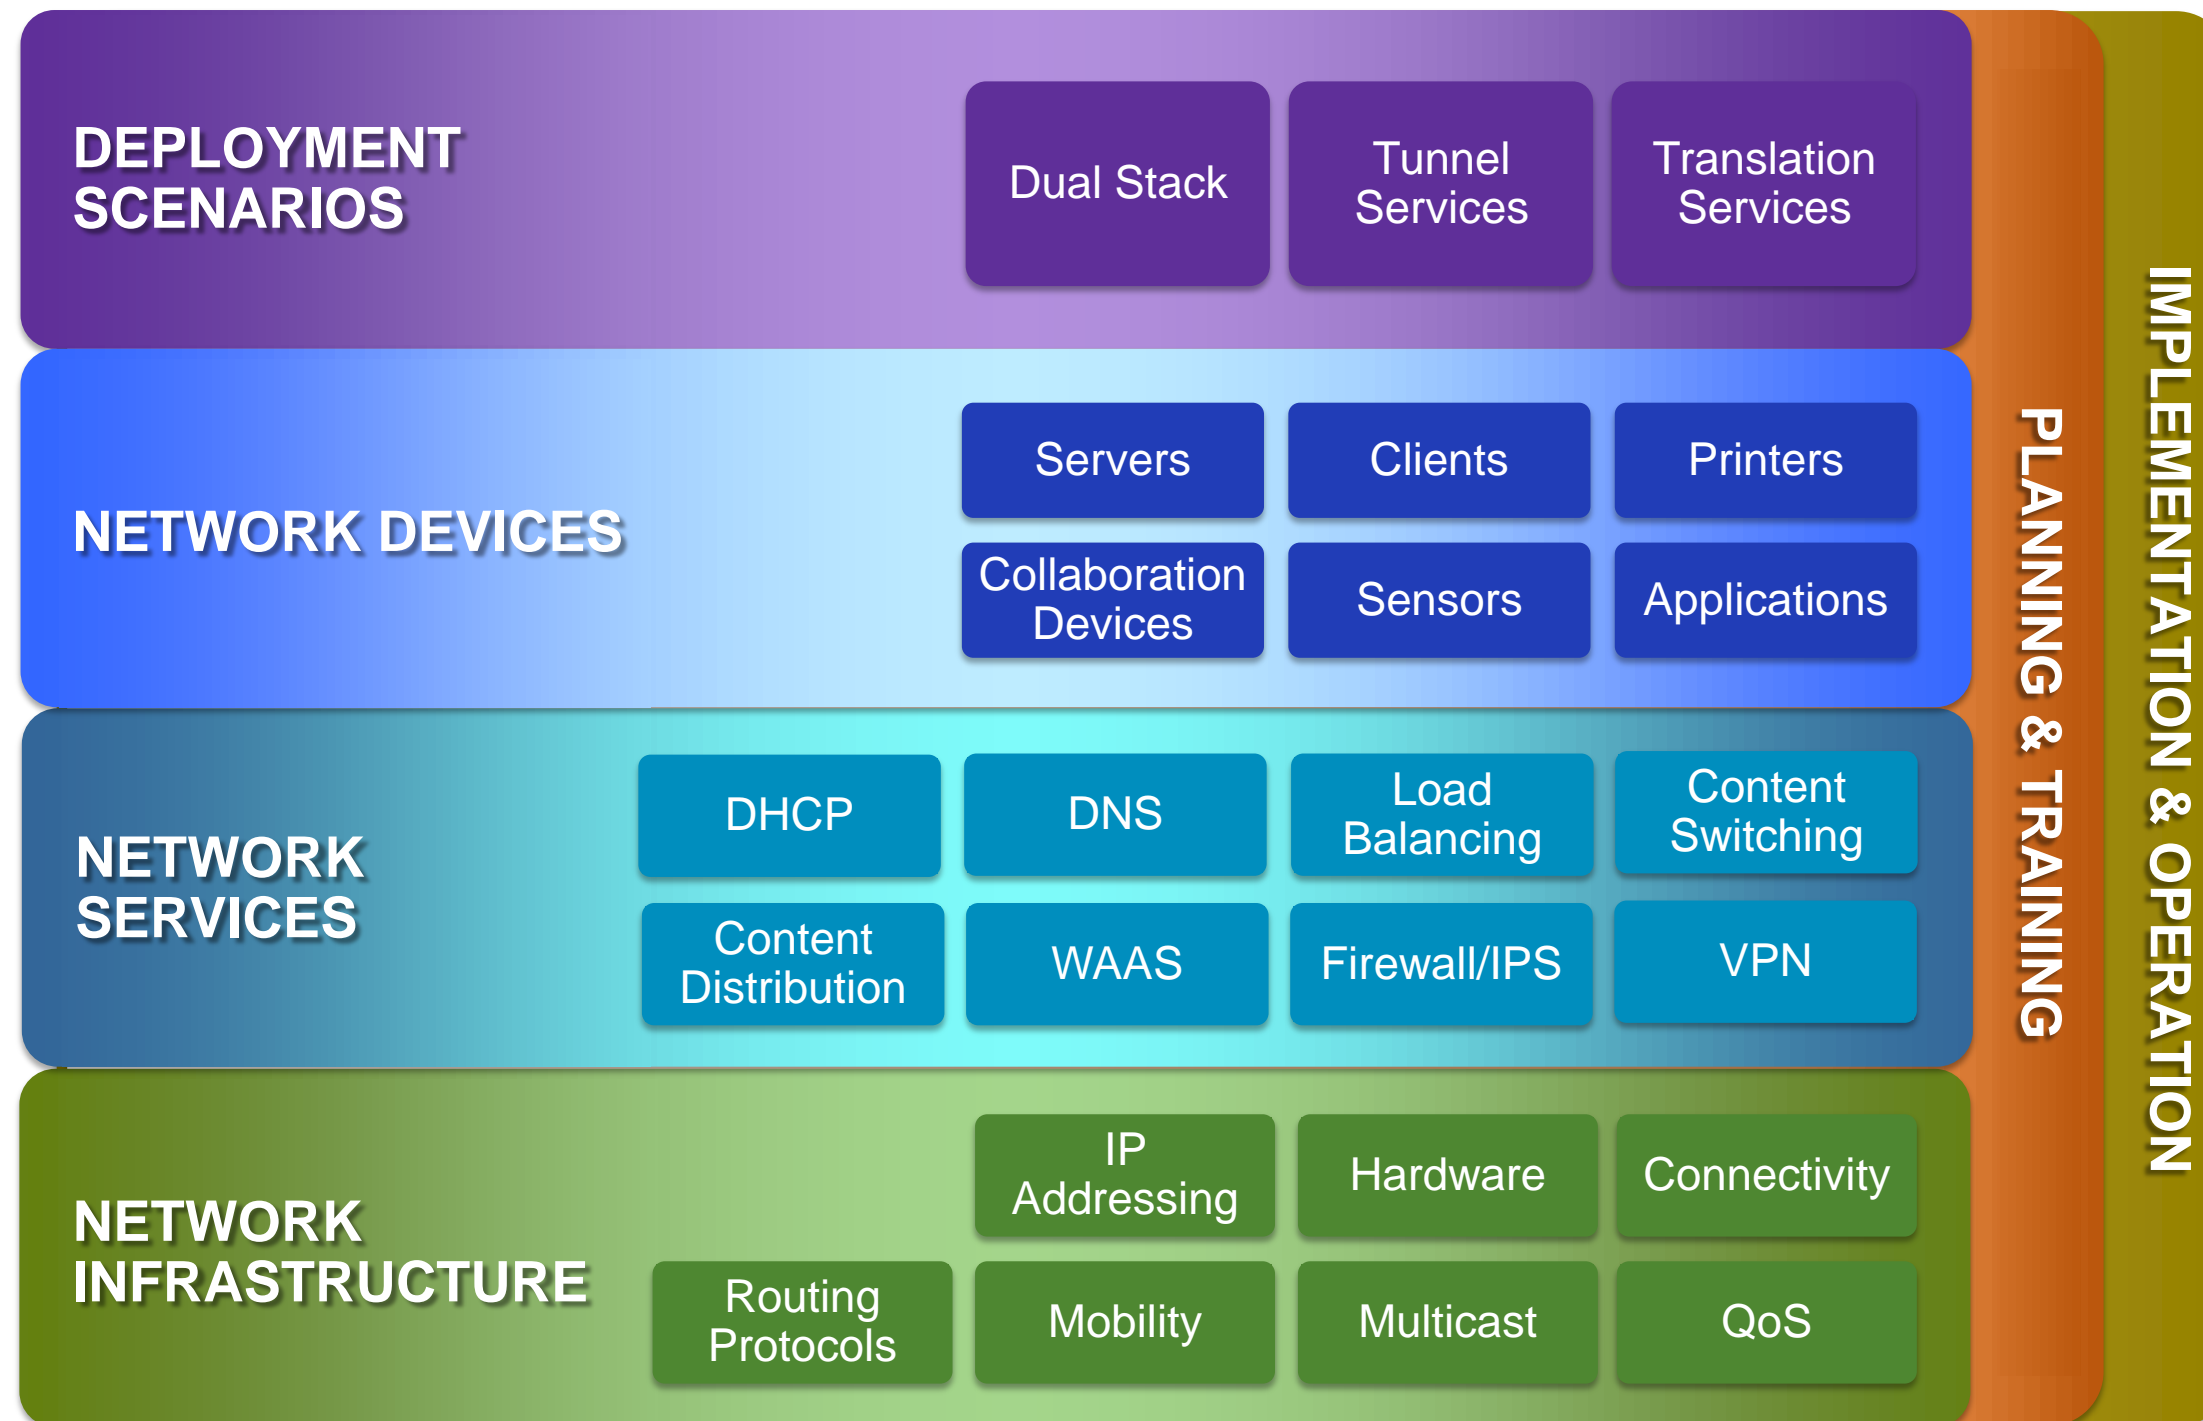 DEPLOYMENT
SCENARIOS
Dual Stack
Tunnel
Services
Translation
Services
NETWORK DEVICES
Servers
Clients
Printers
Collaboration
Devices
Sensors
Applications
NETWORK
SERVICES
DHCP
DNS
Load
Balancing
Content
Switching
Content
Distribution
WAAS
Firewall/IPS
VPN
NETWORK
INFRASTRUCTURE
IP
Addressing
Hardware
Connectivity
Routing
Protocols
Mobility
Multicast
QoS
PLANNING & TRAINING
IMPLEMENTATION & OPERATION